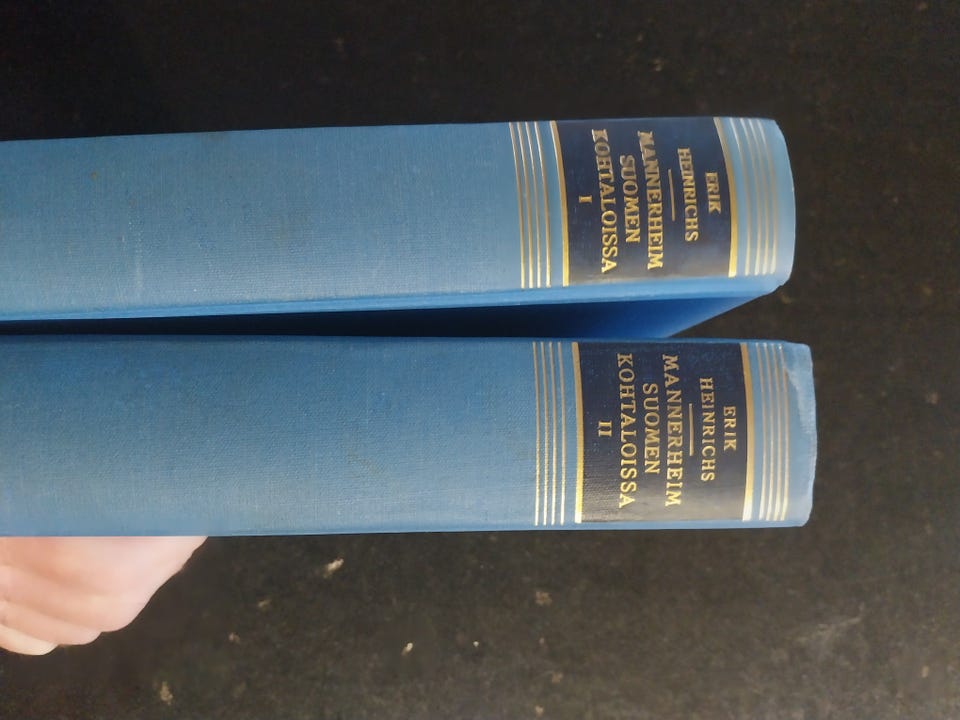 ERIK
HEINRICHS
MANNERHEIM
SUOMEN
KOHTALOISSA
I
ERIK
HEINRICHS
MANNERHEIM
SUOMEN
KOHTALOISSA
II